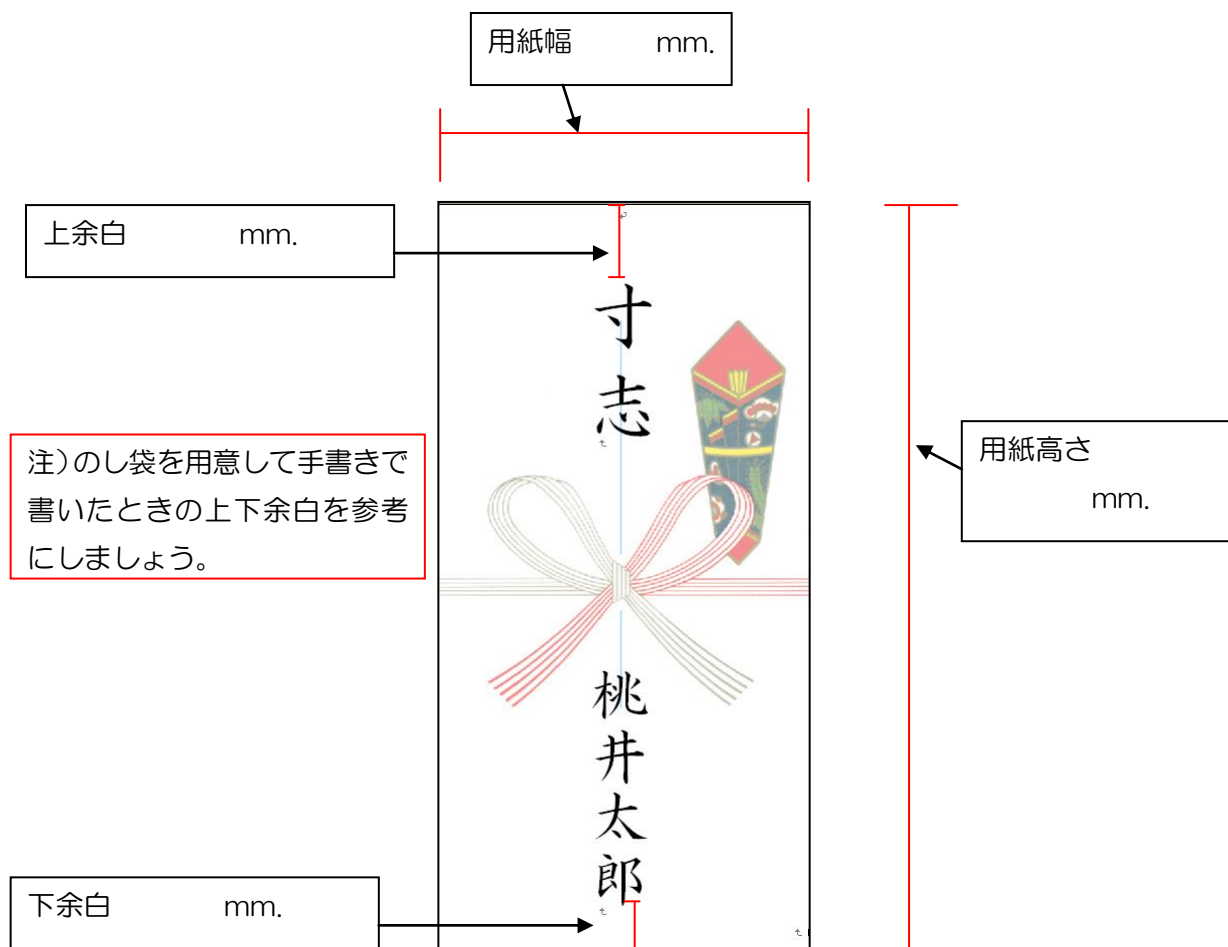 用紙幅 mm.
上余白 mm.
寸志
注)のし袋を用意して手書きで
書いたときの上下余白を参考
にしましょう。
用紙高さ
mm.
桃井太郎
下余白 mm.